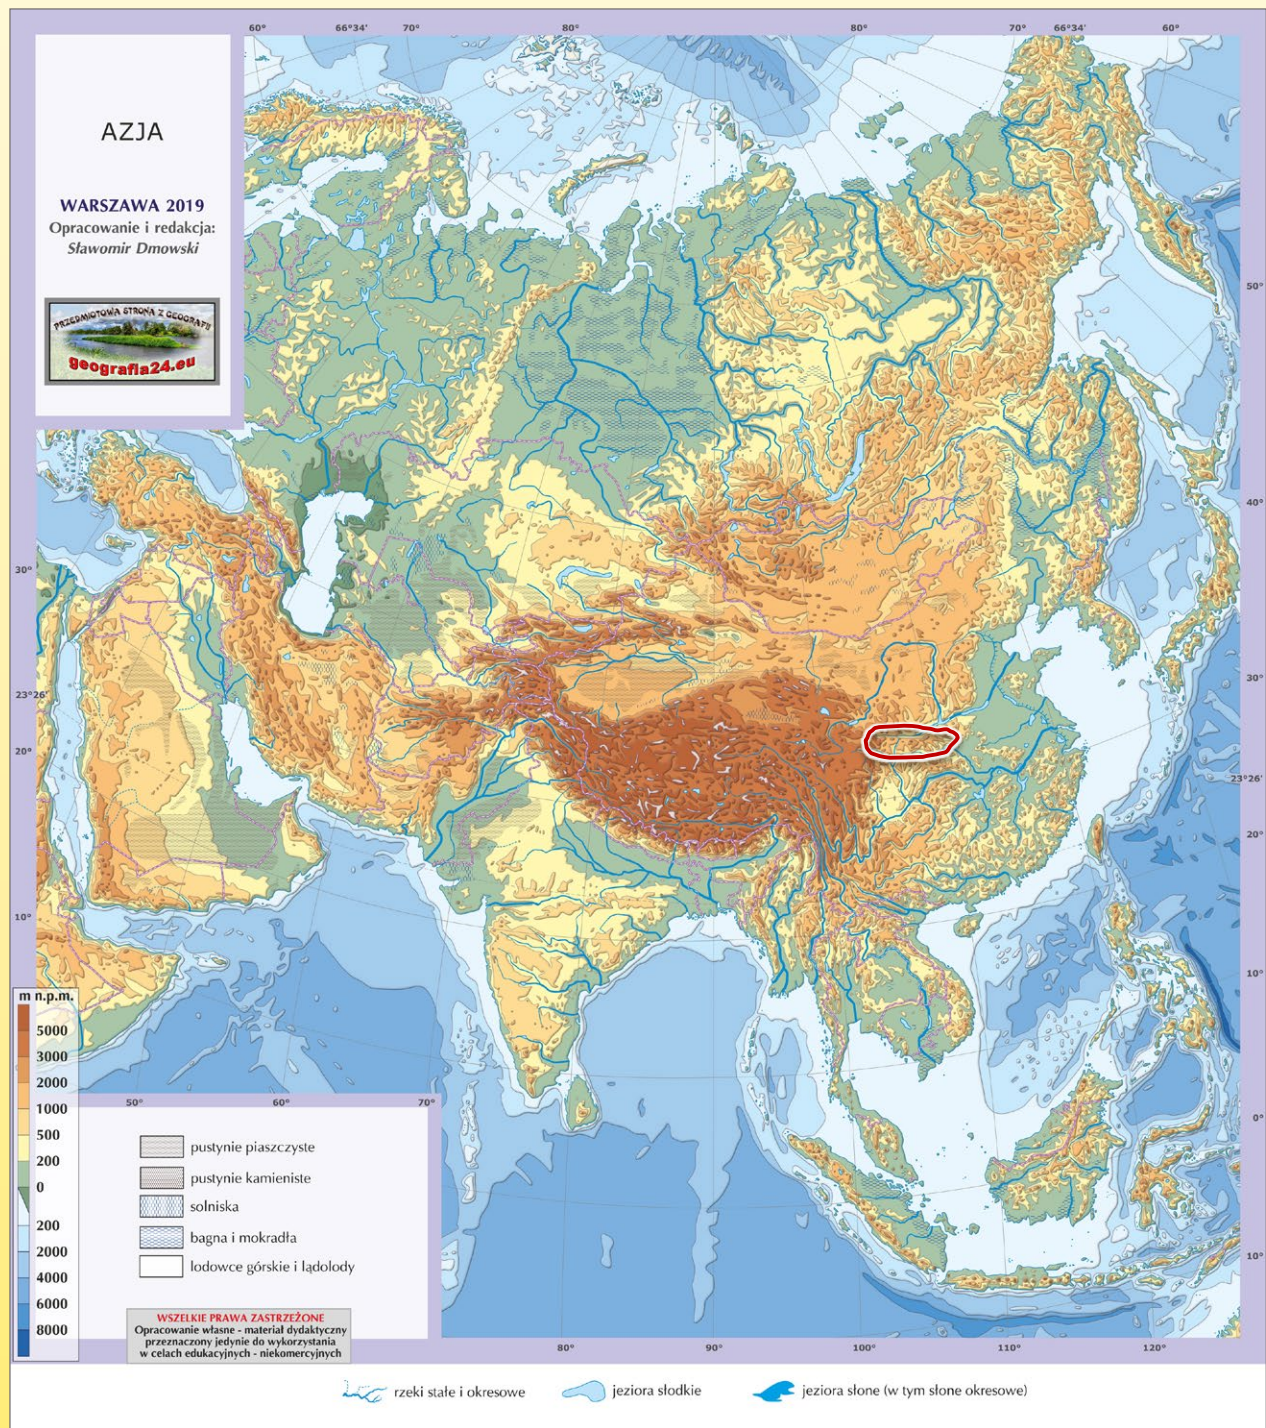 60° 66°34' 70° 80° 80° 70° 66°34' 60°
AZJA
WARSZAWA 2019
Opracowanie i redakcja:
Sławomir Dmowski
PRZEDMIOTOWA STRONA Z GEOGRAFII
geografia24.eu
50°
40°
30°
30°
23°26'
20°
23°26'
20°
10°
10°
0°
10°
m n.p.m.
5000
3000
2000
1000
500
200
0
200
2000
4000
6000
8000
50° 60° 70°
pustynie piaszczyste
pustynie kamieniste
solniska
bagna i mokradła
lodowce górskie i lądolody
WSZELKIE PRAWA ZASTRZEŻONE
Opracowanie własne - materiał dydaktyczny
przeznaczony jedynie do wykorzystania
w celach edukacyjnych - niekomercyjnych
80° 90° 100° 110° 120°
rzeki stałe i okresowe
jeziora słodkie
jeziora słone (w tym słone okresowe)